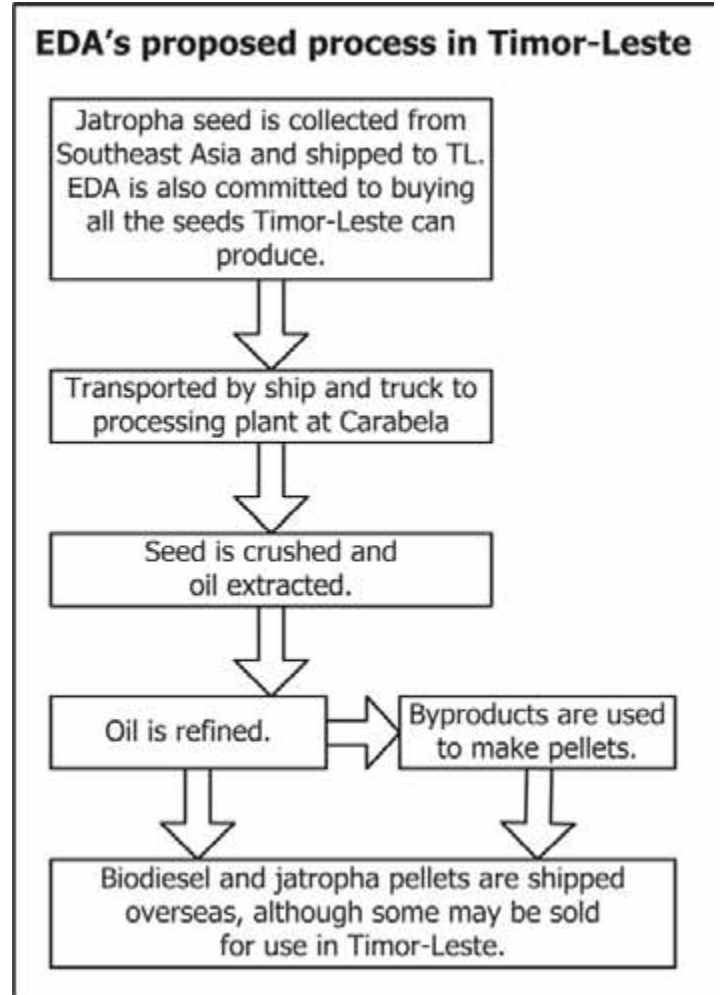 EDA's proposed process in Timor-Leste
Jatropha seed is collected from
Southeast Asia and shipped to TL.
EDA is also committed to buying
all the seeds Timor-Leste can
produce.
Transported by ship and truck to
processing plant at Carabela
Seed is crushed and
oil extracted.
Oil is refined.
Byproducts are used
to make pellets.
Biodiesel and jatropha pellets are shipped
overseas, although some may be sold
for use in Timor-Leste.